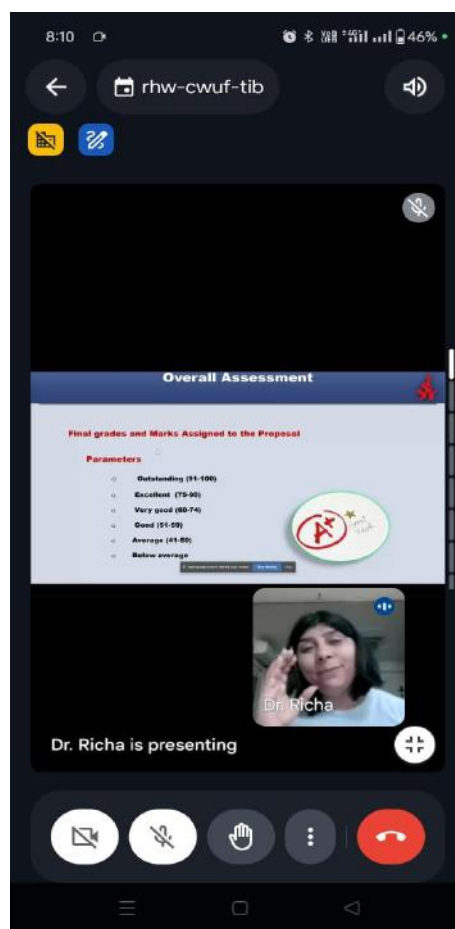 8:10
46%
rhw-cwuf-tib
Overall Assessment
Final grades and Marks Assigned to the Proposal
Parameters
Outstanding (91-100)
Excellent (75-90)
Very good (60-74)
Good (51-59)
Average (41-50)
Below average
A+
Dr. Richa
Dr. Richa is presenting